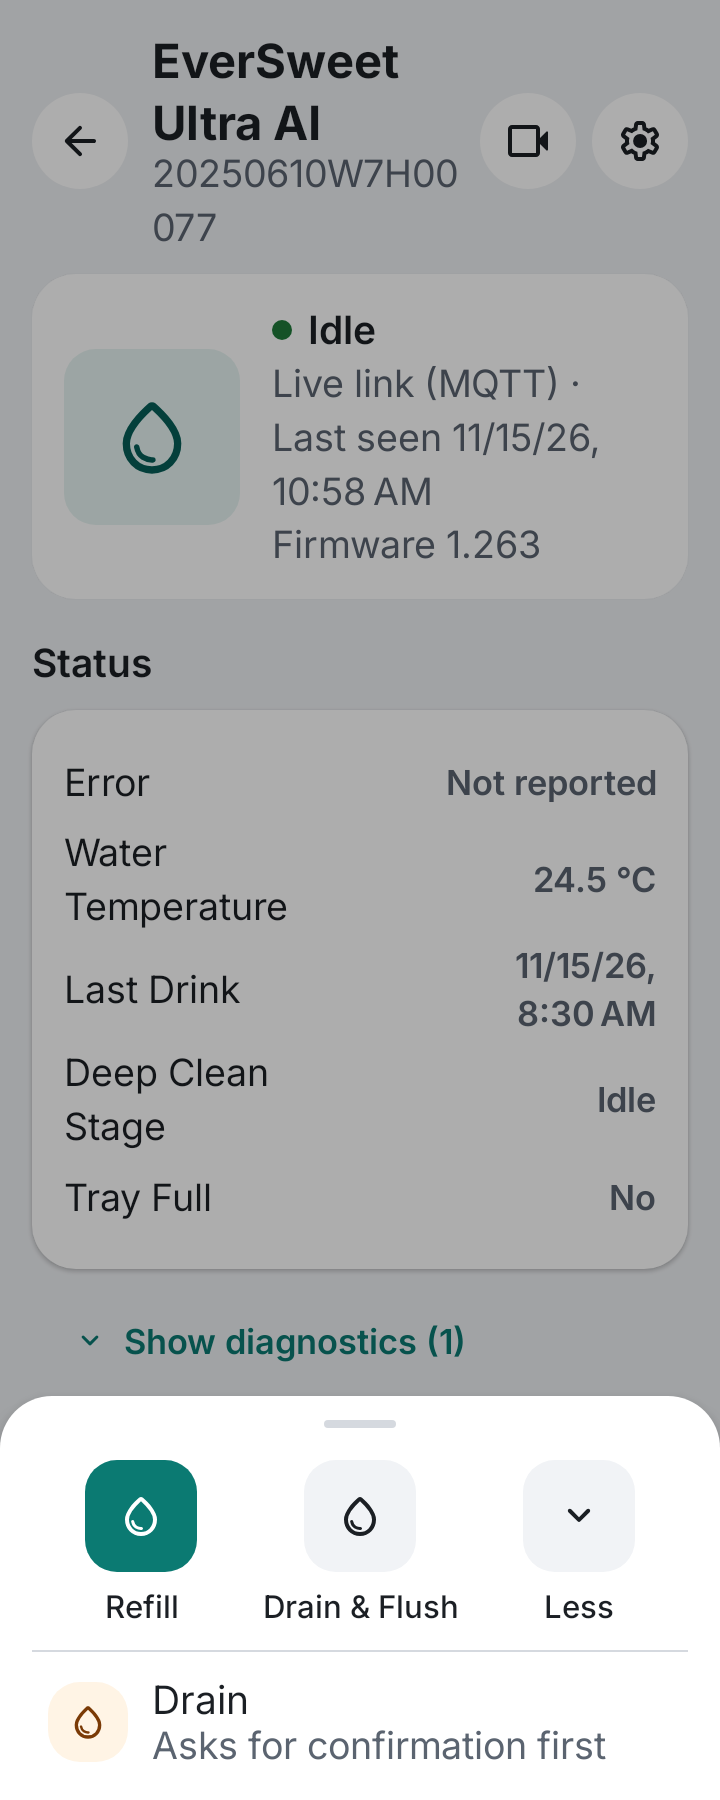 EverSweet
Ultra AI
20250610W7H00
077
Idle
Live link (MQTT) ·
Last seen 11/15/26,
10:58 AM
Firmware 1.263
Status
Error
Not reported
Water
Temperature
24.5 °C
Last Drink
11/15/26,
8:30 AM
Deep Clean
Stage
Idle
Tray Full
No
Show diagnostics (1)
Refill
Drain & Flush
Less
Drain
Asks for confirmation first